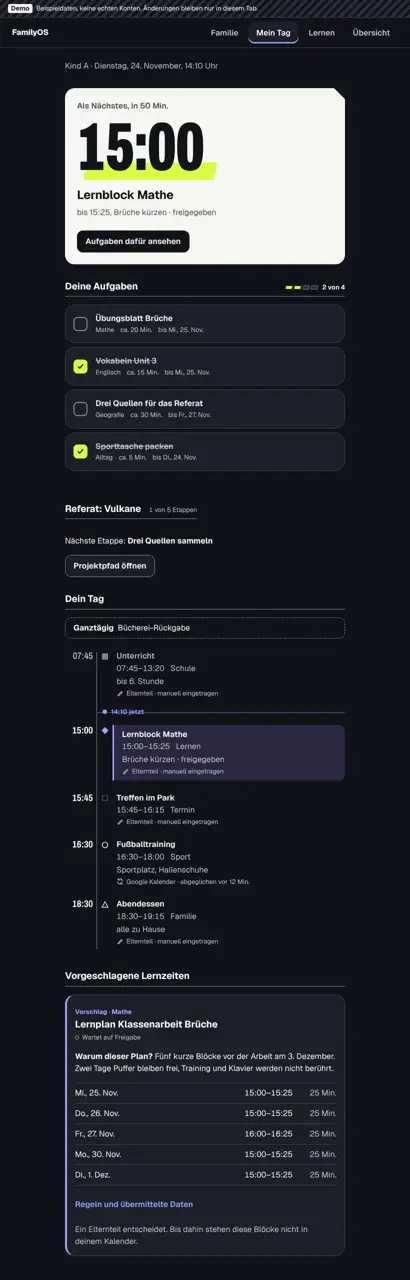 Demo Beispieldaten, keine echten Konten. Änderungen bleiben nur in diesem Tab.
FamilyOS Familie Mein Tag Lernen Übersicht
Kind A · Dienstag, 24. November, 14:10 Uhr
Als Nächstes, in 50 Min.
15:00
Lernblock Mathe
bis 15:25, Brüche kürzen · freigegeben
Aufgaben dafür ansehen
Deine Aufgaben 2 von 4
Übungsblatt Brüche
Mathe ca. 20 Min. bis Mi., 25. Nov.
Vokabeln Unit 3
Englisch ca. 15 Min. bis Mi., 25. Nov.
Drei Quellen für das Referat
Geografie ca. 30 Min. bis Fr., 27. Nov.
Sporttasche packen
Alltag ca. 5 Min. bis Di., 24. Nov.
Referat: Vulkane 1 von 5 Etappen
Nächste Etappe: Drei Quellen sammeln
Projektpfad öffnen
Dein Tag
Ganztägig Bücherei-Rückgabe
07:45 Unterricht
07:45–13:20 Schule
bis 6. Stunde
Elternteil · manuell eingetragen
14:10 jetzt
15:00 Lernblock Mathe
15:00–15:25 Lernen
Brüche kürzen · freigegeben
Elternteil · manuell eingetragen
15:45 Treffen im Park
15:45–16:15 Termin
Elternteil · manuell eingetragen
16:30 Fußballtraining
16:30–18:00 Sport
Sportplatz, Hallenschuhe
Google Kalender · abgeglichen vor 12 Min.
18:30 Abendessen
18:30–19:15 Familie
alle zu Hause
Elternteil · manuell eingetragen
Vorgeschlagene Lernzeiten
Vorschlag · Mathe
Lernplan Klassenarbeit Brüche
Wartet auf Freigabe
Warum dieser Plan? Fünf kurze Blöcke vor der Arbeit am 3. Dezember.
Zwei Tage Puffer bleiben frei, Training und Klavier werden nicht berührt.
Mi., 25. Nov. 15:00–15:25 25 Min.
Do., 26. Nov. 15:00–15:25 25 Min.
Fr., 27. Nov. 16:00–16:25 25 Min.
Mo., 30. Nov. 15:00–15:25 25 Min.
Di., 1. Dez. 15:00–15:25 25 Min.
Regeln und übermittelte Daten
Ein Elternteil entscheidet. Bis dahin stehen diese Blöcke nicht in
deinem Kalender.